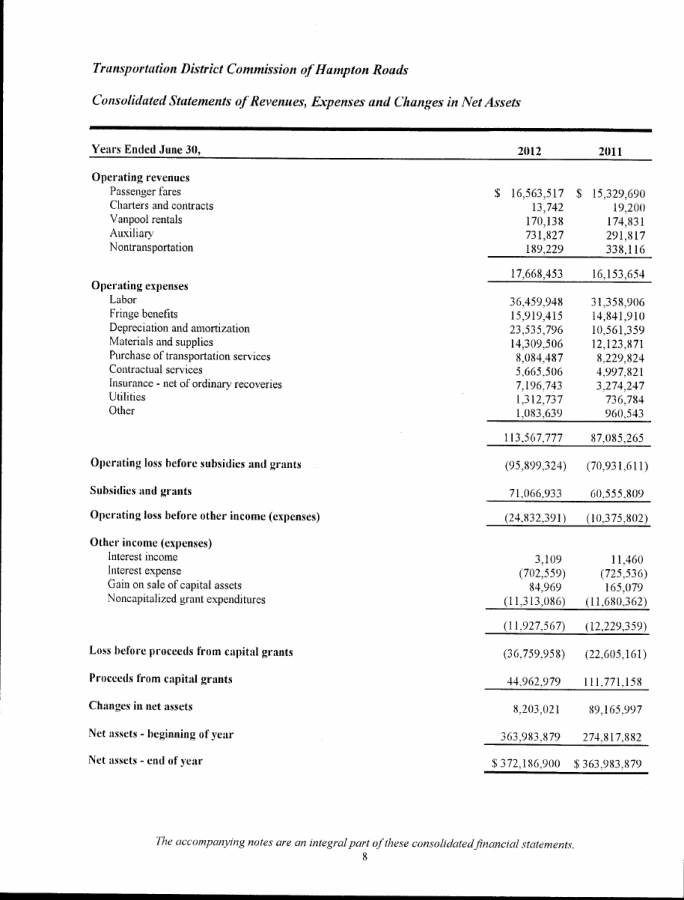 Transportation District Commission of Hampton Roads
Consolidated Statements of Revenues, Expenses and Changes in Net Assets
Years Ended June 30, 2012 2011
Operating revenues
Passenger fares $ 16,563,517 $ 15,329,690
Charters and contracts 13,742 19,200
Vanpool rentals 170,138 174,831
Auxiliary 731,827 291,817
Nontransportation 189,229 338,116
17,668,453 16,153,654
Operating expenses
Labor 36,459,948 31,358,906
Fringe benefits 15,919,415 14,841,910
Depreciation and amortization 23,535,796 10,561,359
Materials and supplies 14,309,506 12,123,871
Purchase of transportation services 8,084,487 8,229,824
Contractual services 5,665,506 4,997,821
Insurance - net of ordinary recoveries 7,196,743 3,274,247
Utilities 1,312,737 736,784
Other 1,083,639 960,543
113,567,777 87,085,265
Operating loss before subsidies and grants (95,899,324) (70,931,611)
Subsidies and grants 71,066,933 60,555,809
Operating loss before other income (expenses) (24,832,391) (10,375,802)
Other income (expenses)
Interest income 3,109 11,460
Interest expense (702,559) (725,536)
Gain on sale of capital assets 84,969 165,079
Noncapitalized grant expenditures (11,313,086) (11,680,362)
(11,927,567) (12,229,359)
Loss before proceeds from capital grants (36,759,958) (22,605,161)
Proceeds from capital grants 44,962,979 111,771,158
Changes in net assets 8,203,021 89,165,997
Net assets - beginning of year 363,983,879 274,817,882
Net assets - end of year $ 372,186,900 $ 363,983,879
The accompanying notes are an integral part of these consolidated financial statements.
8